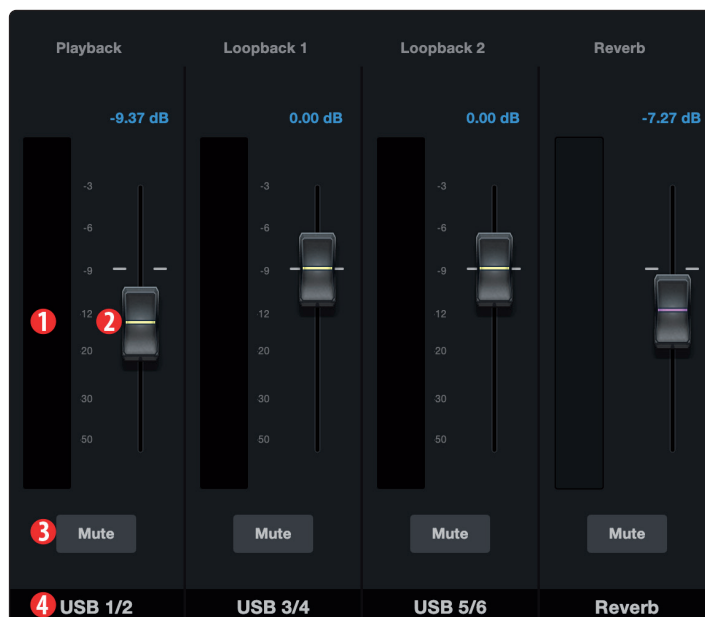 Playback Loopback 1 Loopback 2 Reverb
-9.37 dB 0.00 dB 0.00 dB -7.27 dB
-3 -3 -3
-6 -6 -6
-9 -9 -9
1 12 2 12 12
20 20 20
30 30 30
50 50 50
3 Mute Mute Mute Mute
4 USB 1/2 USB 3/4 USB 5/6 Reverb